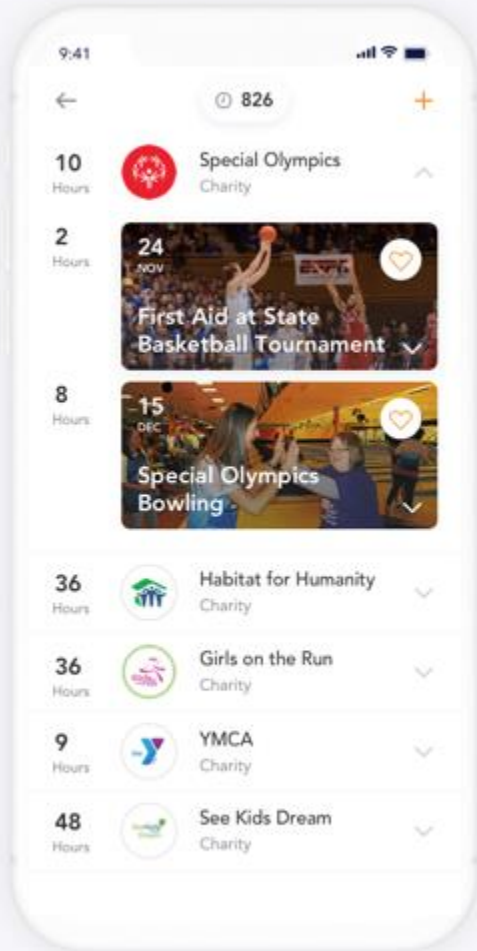 9:41
826
10
Hours
Special Olympics
Charity
2
Hours
24
NOV
ESPN
First Aid at State
Basketball Tournament
8
Hours
15
DEC
Special Olympics
Bowling
36
Hours
Habitat for Humanity
Charity
36
Hours
Girls on the Run
Charity
9
Hours
YMCA
Charity
48
Hours
See Kids Dream
Charity